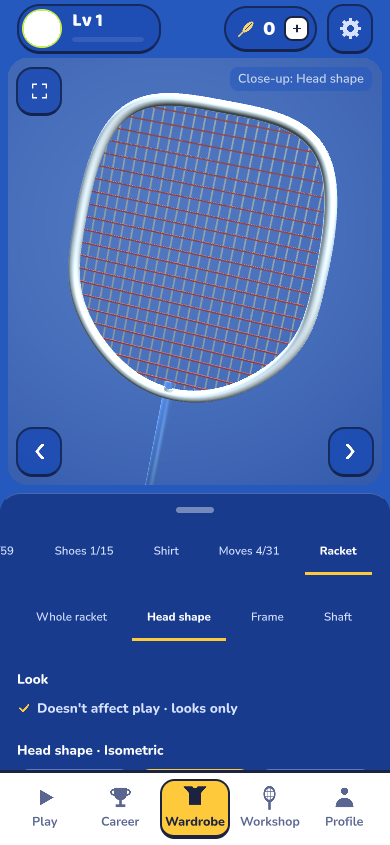 Lv 1
0
+
Close-up: Head shape
/59
Shoes 1/15
Shirt
Moves 4/31
Racket
Whole racket
Head shape
Frame
Shaft
Look
Doesn't affect play · looks only
Head shape · Isometric
Play
Career
Wardrobe
Workshop
Profile